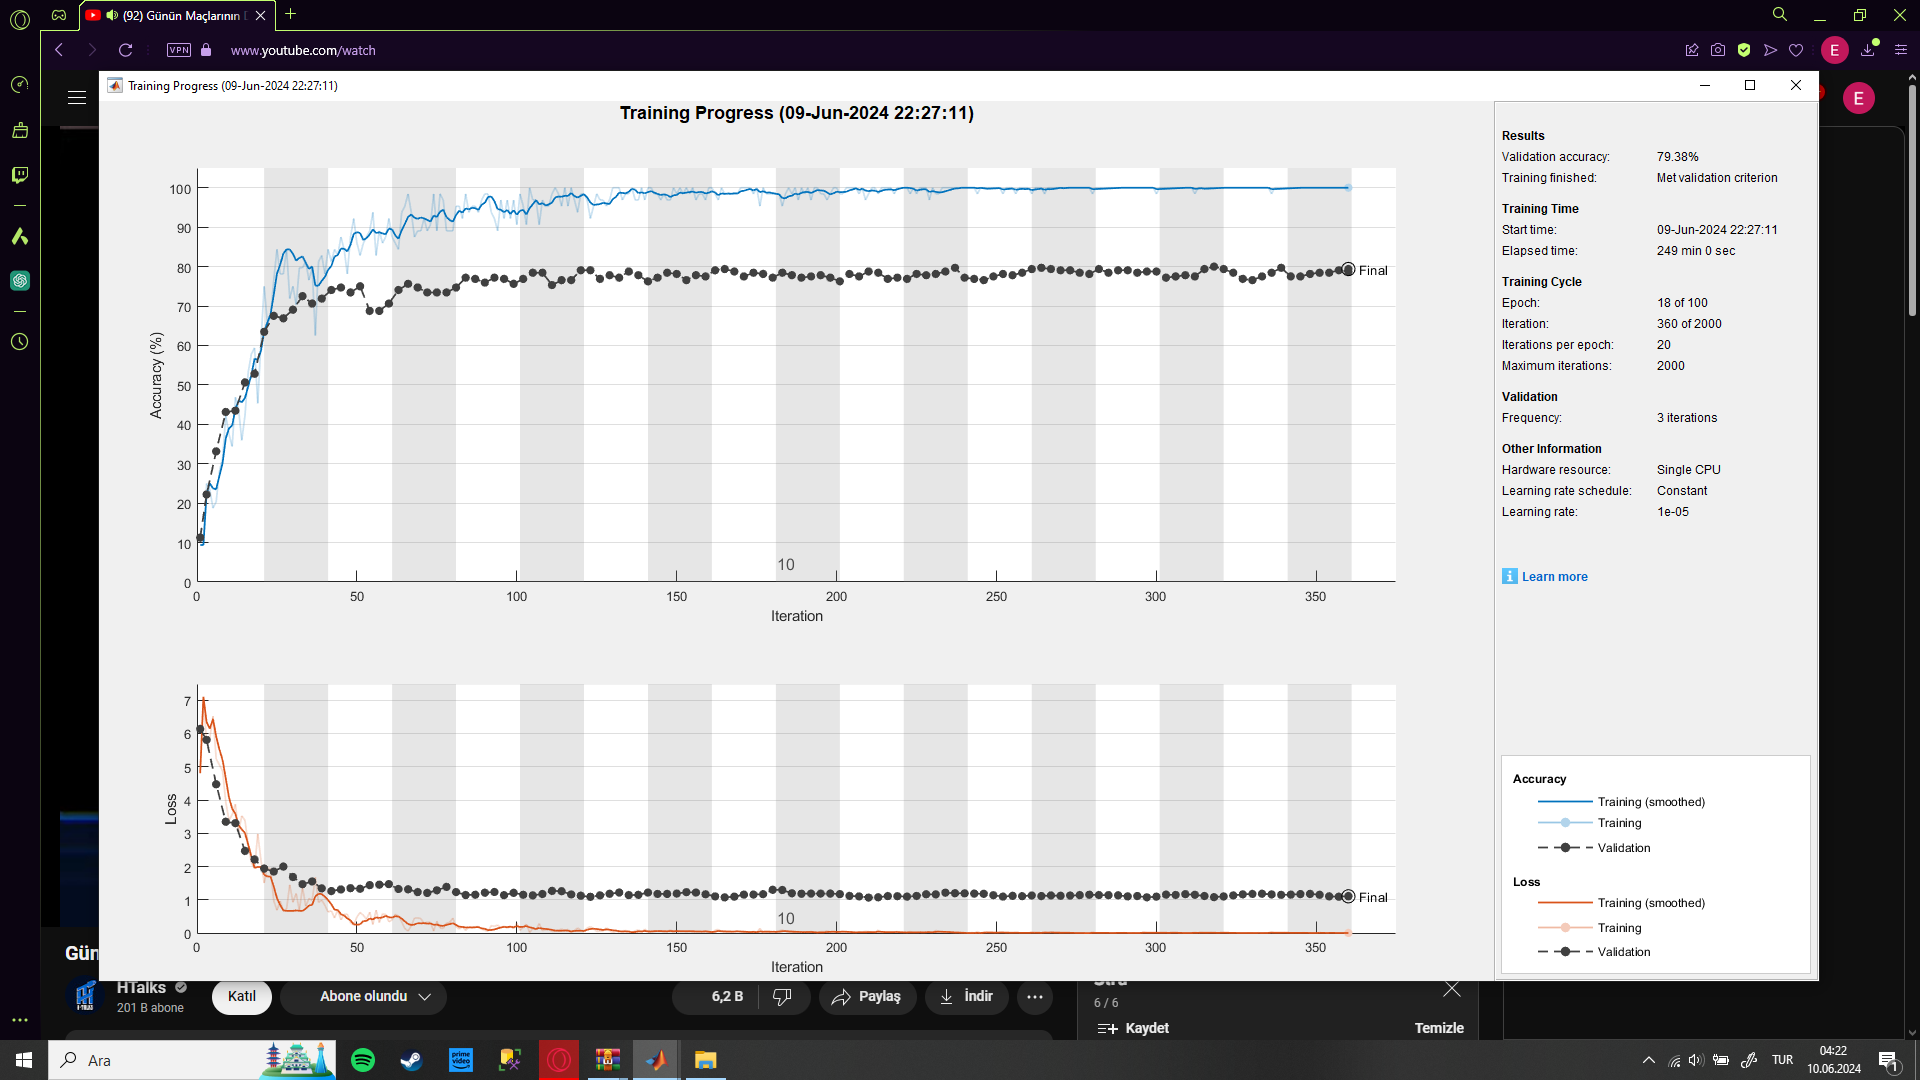 (92) Günün Maçlarının D
VPN
www.youtube.com/watch
E
Training Progress (09-Jun-2024 22:27:11)
E
Training Progress (09-Jun-2024 22:27:11)
100
90
80
70
60
50
40
30
20
10
0
Accuracy (%)
Final
10
0
50
100
150
200
250
300
350
Iteration
7
6
5
4
3
2
1
0
Loss
Final
10
0
50
100
150
200
250
300
350
Iteration
Results
Validation accuracy: 79.38%
Training finished: Met validation criterion
Training Time
Start time: 09-Jun-2024 22:27:11
Elapsed time: 249 min 0 sec
Training Cycle
Epoch: 18 of 100
Iteration: 360 of 2000
Iterations per epoch: 20
Maximum iterations: 2000
Validation
Frequency: 3 iterations
Other Information
Hardware resource: Single CPU
Learning rate schedule: Constant
Learning rate: 1e-05
i Learn more
Accuracy
Training (smoothed)
Training
Validation
Loss
Training (smoothed)
Training
Validation
Gün
HTalks
201 B abone
Katıl
Abone olundu
6,2 B
Paylaş
İndir
6 / 6
Kaydet
Temizle
Ara
prime video
TUR
04:22
10.06.2024
1